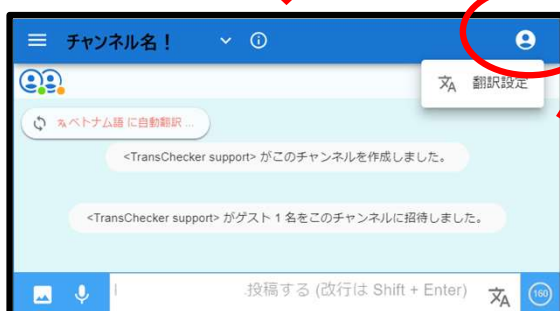 チャンネル名！
翻訳設定
ベトナム語 に自動翻訳 ...
<TransChecker support> がこのチャンネルを作成しました。
<TransChecker support> がゲスト 1 名をこのチャンネルに招待しました。
投稿する (改行は Shift + Enter)
160